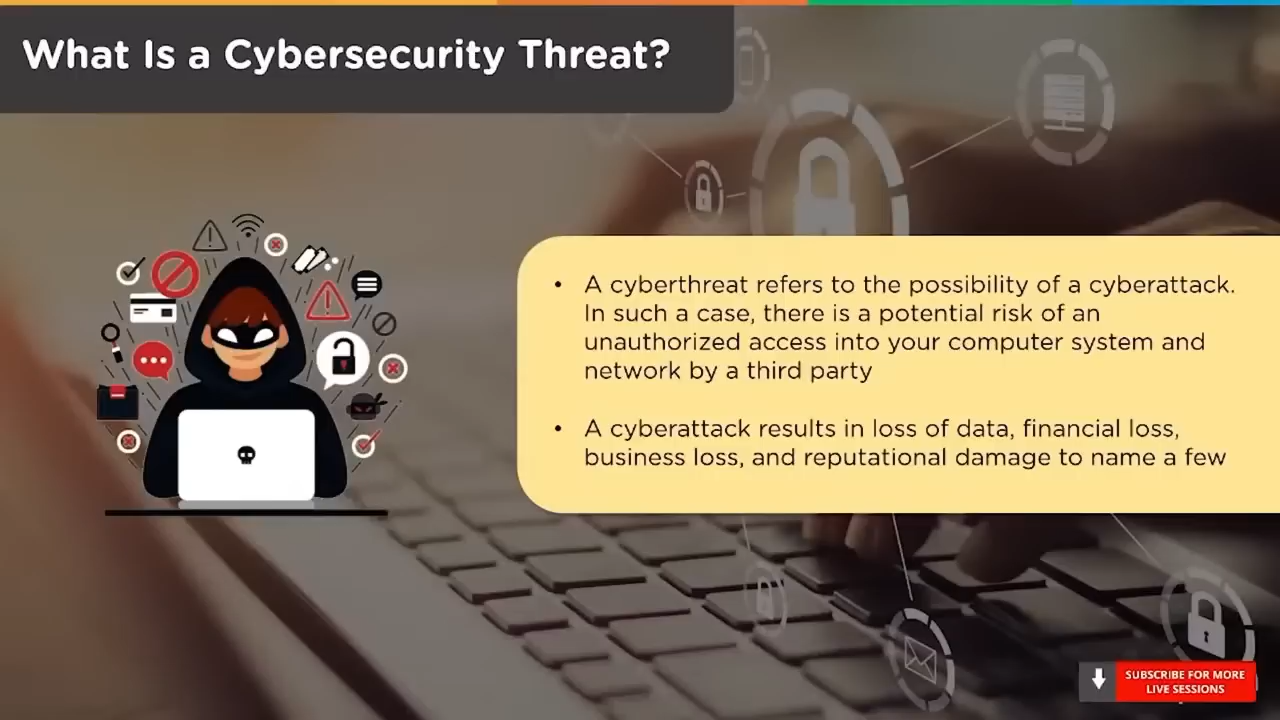 What Is a Cybersecurity Threat?
• A cyberthreat refers to the possibility of a cyberattack.
In such a case, there is a potential risk of an
unauthorized access into your computer system and
network by a third party
• A cyberattack results in loss of data, financial loss,
business loss, and reputational damage to name a few
SUBSCRIBE FOR MORE
LIVE SESSIONS